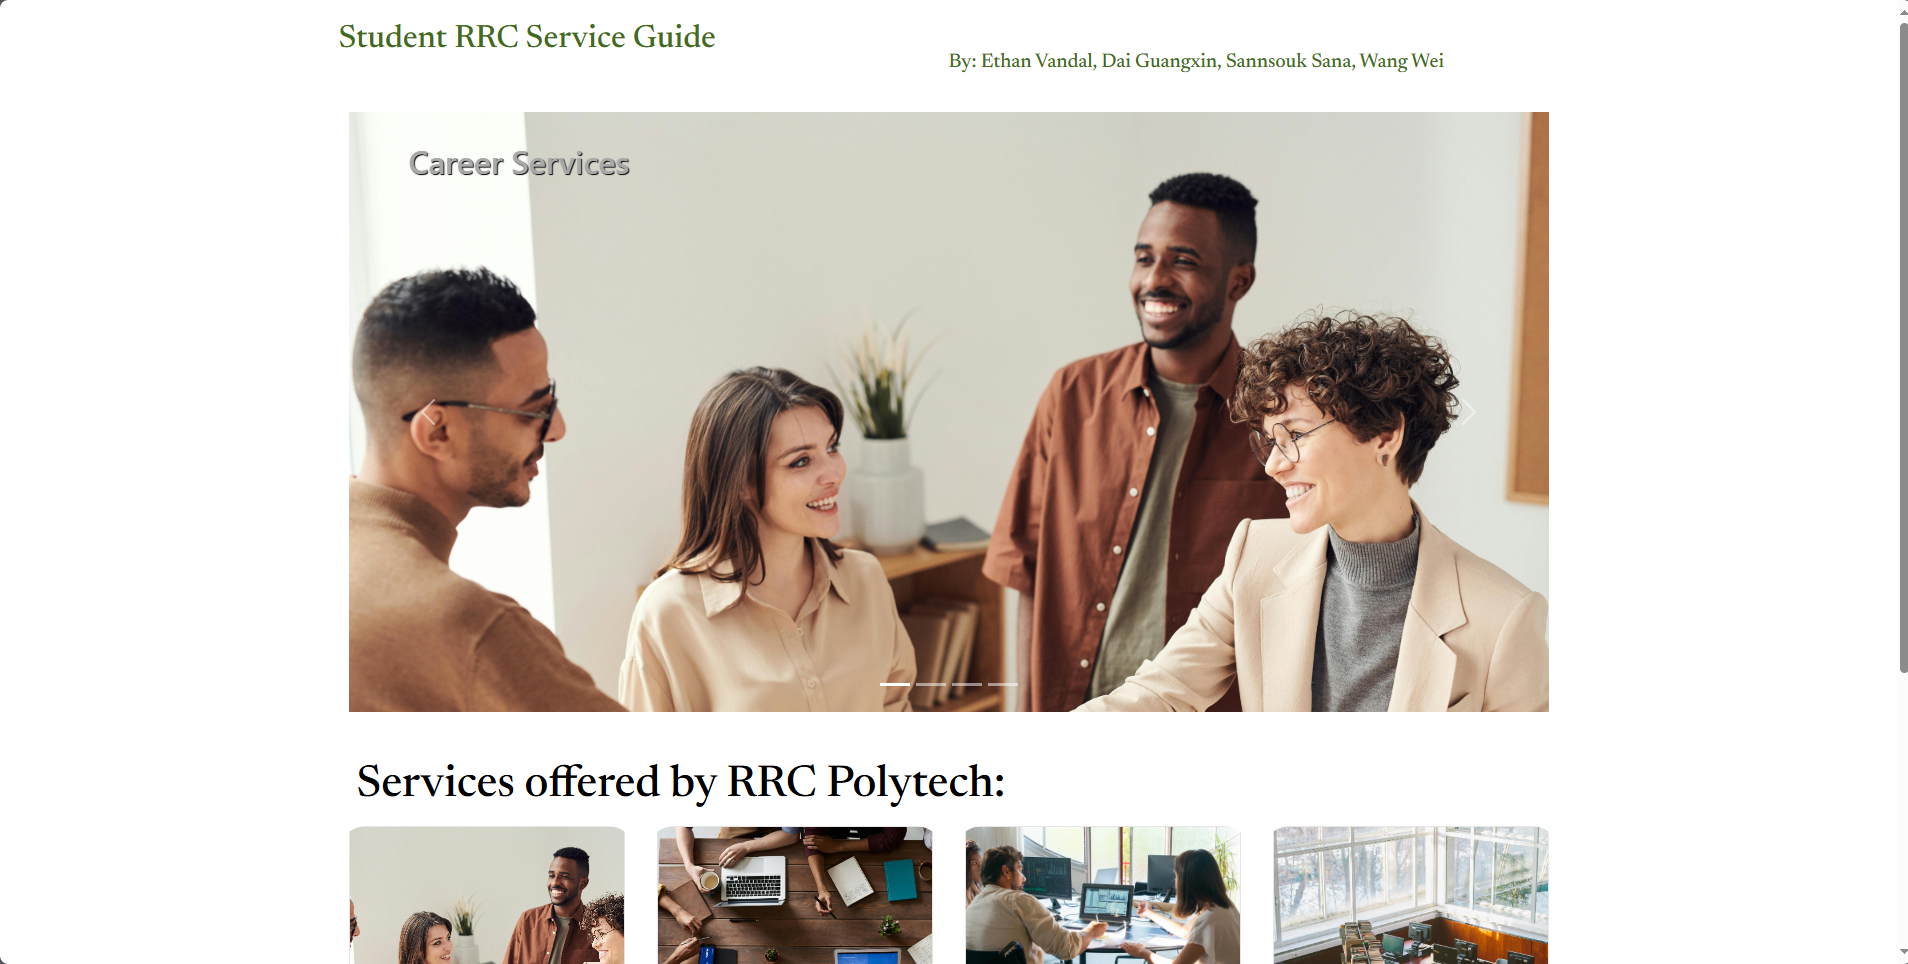 Student RRC Service Guide
By: Ethan Vandal, Dai Guangxin, Sannsouk Sana, Wang Wei
Career Services
Services offered by RRC Polytech: